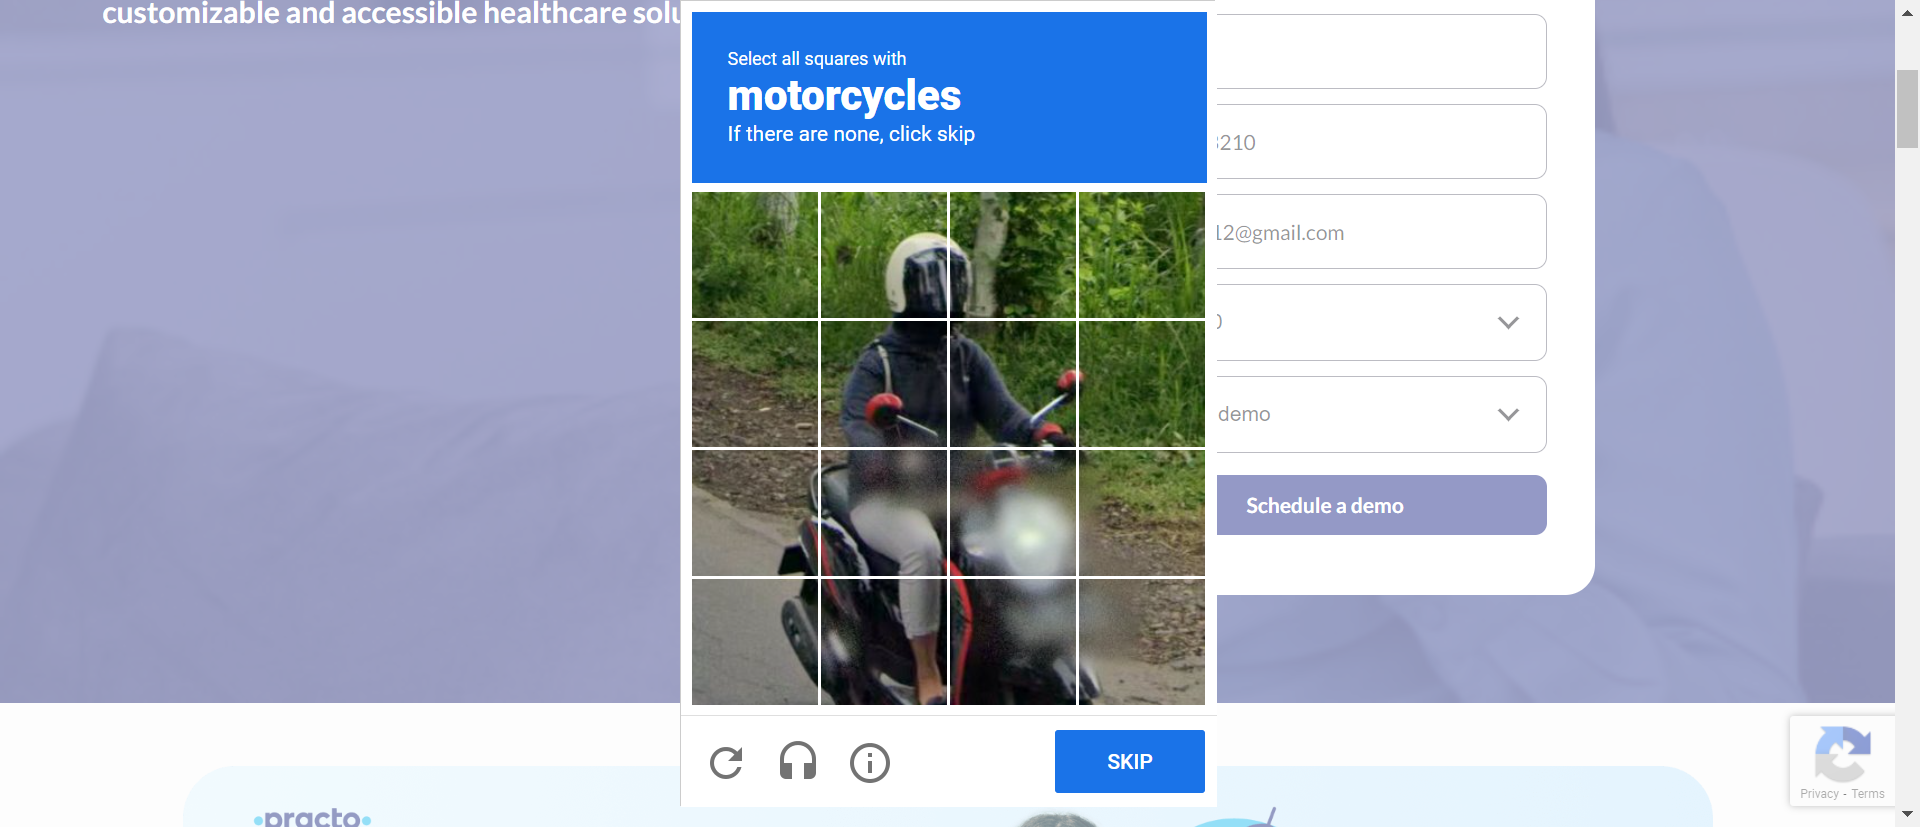 customizable and accessible healthcare solu
Select all squares with
motorcycles
If there are none, click skip
210
12@gmail.com
0
demo
Schedule a demo
SKIP
Privacy - Terms
practo